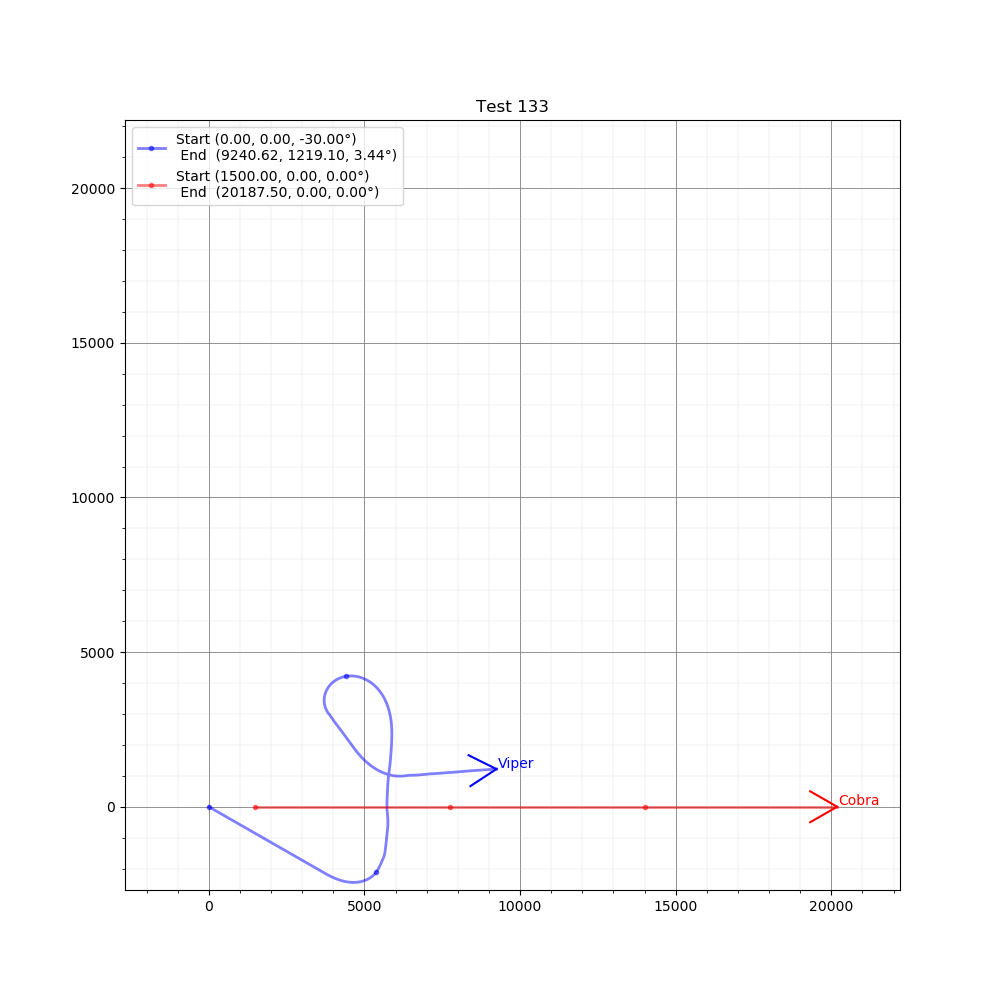 Test 133
Start (0.00, 0.00, -30.00°)
End (9240.62, 1219.10, 3.44°)
Start (1500.00, 0.00, 0.00°)
End (20187.50, 0.00, 0.00°)
20000
15000
10000
5000
0
Viper
Cobra
0
5000
10000
15000
20000